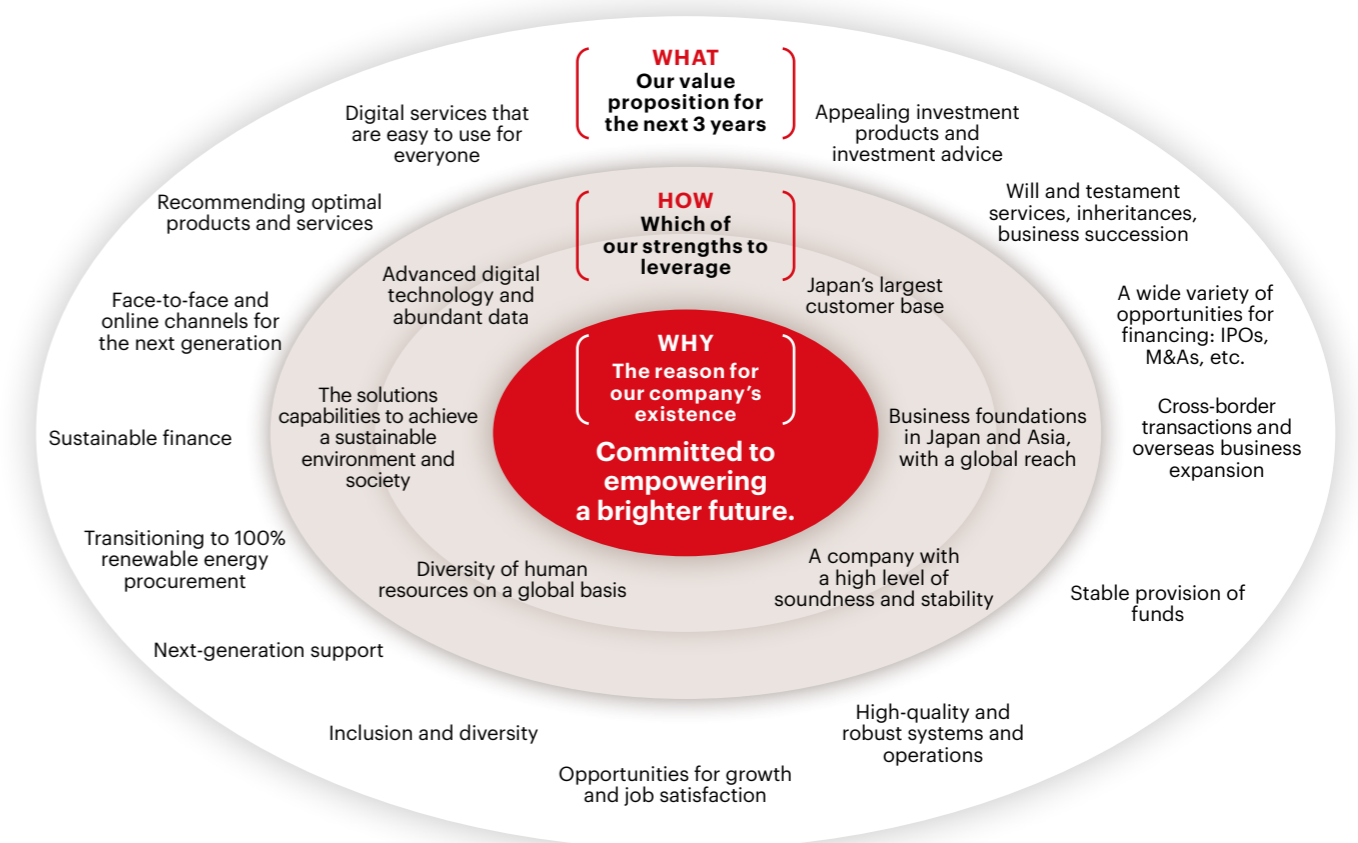 WHAT
Our value
proposition for
the next 3 years
Digital services that
are easy to use for
everyone
Appealing investment
products and
investment advice
Recommending optimal
products and services
Will and testament
services, inheritances,
business succession
Face-to-face and
online channels for
the next generation
A wide variety of
opportunities for
financing: IPOs,
M&As, etc.
Sustainable finance
Cross-border
transactions and
overseas business
expansion
Transitioning to 100%
renewable energy
procurement
Stable provision of
funds
Next-generation support
High-quality and
robust systems and
operations
Inclusion and diversity
Opportunities for growth
and job satisfaction
HOW
Which of
our strengths to
leverage
Advanced digital
technology and
abundant data
Japan's largest
customer base
The solutions
capabilities to achieve
a sustainable
environment and
society
Business foundations
in Japan and Asia,
with a global reach
Diversity of human
resources on a global basis
A company with
a high level of
soundness and stability
WHY
The reason for
our company's
existence
Committed to
empowering
a brighter future.